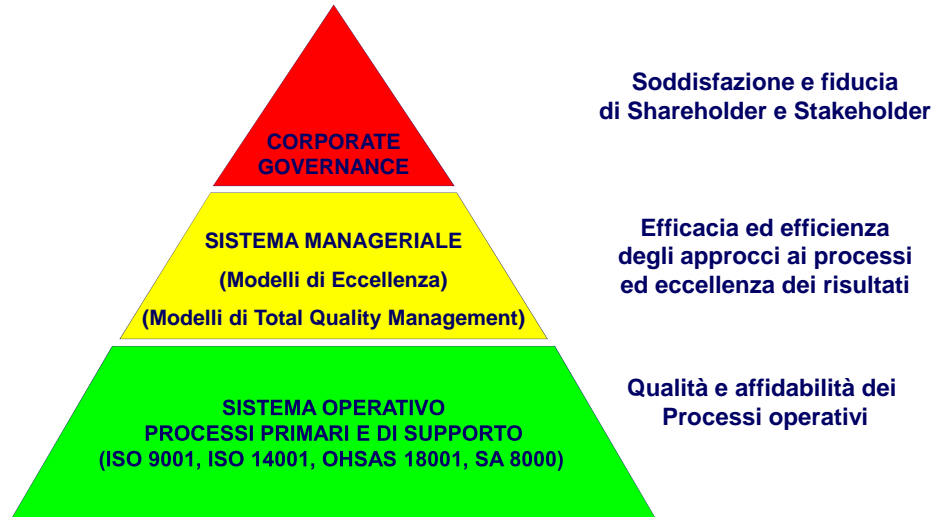 CORPORATE
GOVERNANCE
Soddisfazione e fiducia
di Shareholder e Stakeholder
SISTEMA MANAGERIALE
(Modelli di Eccellenza)
(Modelli di Total Quality Management)
Efficacia ed efficienza
degli approcci ai processi
ed eccellenza dei risultati
SISTEMA OPERATIVO
PROCESSI PRIMARI E DI SUPPORTO
(ISO 9001, ISO 14001, OHSAS 18001, SA 8000)
Qualità e affidabilità dei
Processi operativi